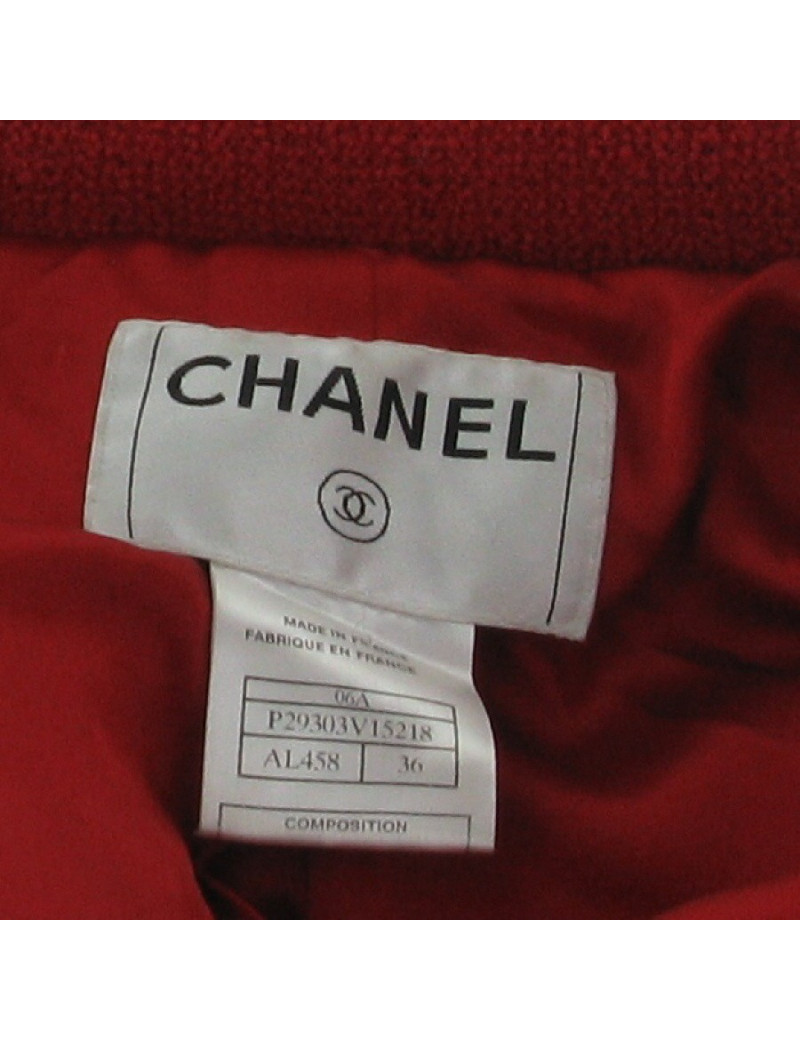 CHANEL
MADE IN FRANCE
FABRIQUE EN FRANCE
06A
P29303V15218
AL458 36
COMPOSITION